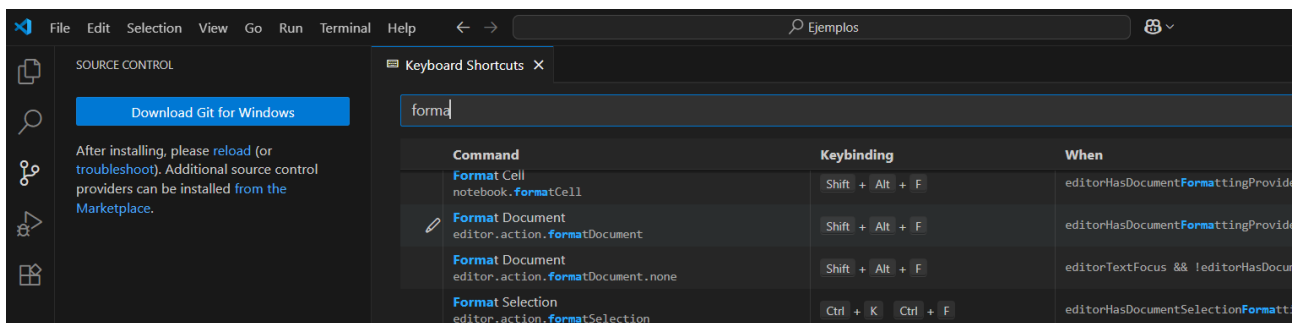 File Edit Selection View Go Run Terminal Help ← → Ejemplos
SOURCE CONTROL
Download Git for Windows
After installing, please reload (or
troubleshoot). Additional source control
providers can be installed from the
Marketplace.
Keyboard Shortcuts ×
forma
Command Keybinding When
Format Cell
notebook.formatCell
Shift + Alt + F
editorHasDocumentFormattingProvide
Format Document
editor.action.formatDocument
Shift + Alt + F
editorHasDocumentFormattingProvide
Format Document
editor.action.formatDocument.none
Shift + Alt + F
editorTextFocus && !editorHasDocum
Format Selection
editor.action.formatSelection
Ctrl + K Ctrl + F
editorHasDocumentSelectionFormatti